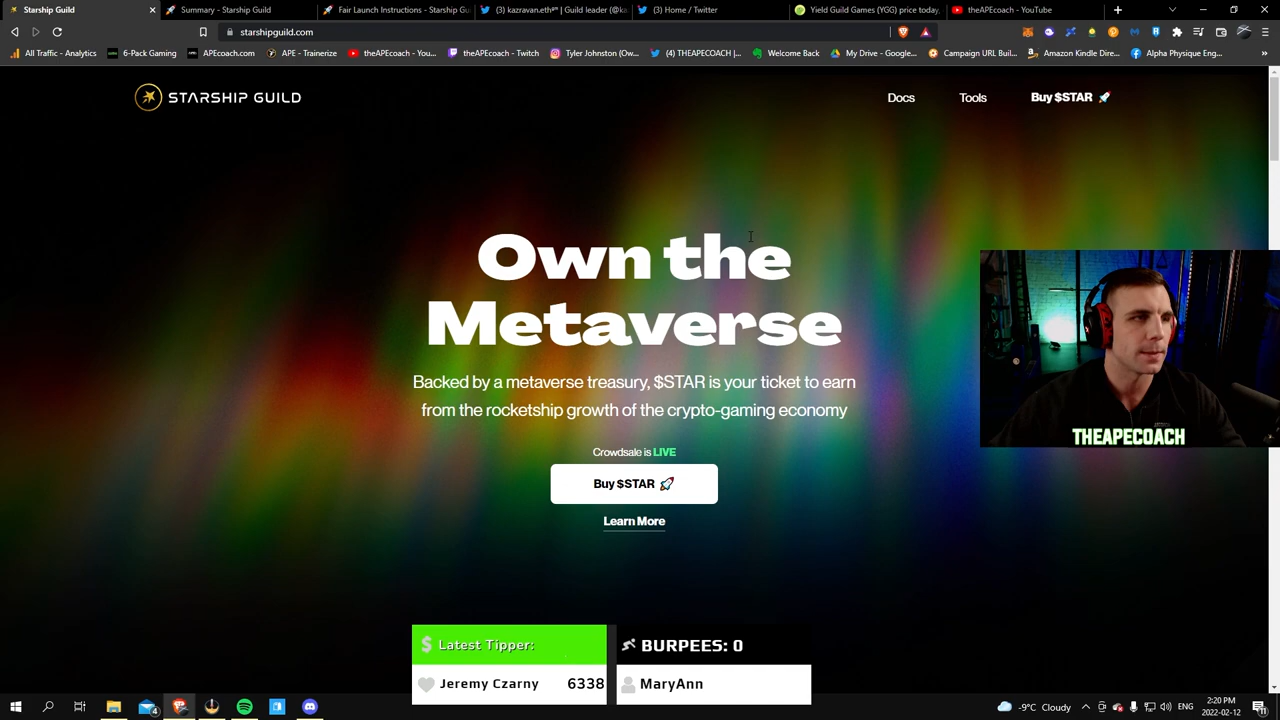 Starship Guild
Summary - Starship Guild
Fair Launch Instructions - Starship Gu
(3) kazravan.eth | Guild leader (@ka
(3) Home / Twitter
Yield Guild Games (YGG) price today,
theAPEcoach - YouTube
starshipguild.com
All Traffic - Analytics
6-Pack Gaming
APEcoach.com
APE - Trainerize
theAPEcoach - You...
theAPEcoach - Twitch
Tyler Johnston (Ow...
(4) THEAPECOACH |...
Welcome Back
My Drive - Google...
Campaign URL Buil...
Amazon Kindle Dire...
Alpha Physique Eng...
STARSHIP GUILD
Docs
Tools
Buy $STAR
Own the
Metaverse
Backed by a metaverse treasury, $STAR is your ticket to earn
from the rocketship growth of the crypto-gaming economy
THEAPECOACH
Crowdsale is LIVE
Buy $STAR
Learn More
$ Latest Tipper:
BURPEES: 0
Jeremy Czarny 6338
MaryAnn
4
-9°C Cloudy
ENG
2:20 PM
2022-02-12